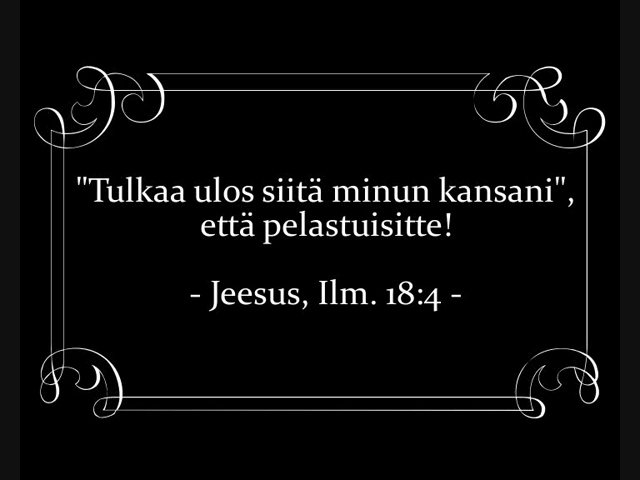 "Tulkaa ulos siitä minun kansani",
että pelastuisitte!
- Jeesus, Ilm. 18:4 -